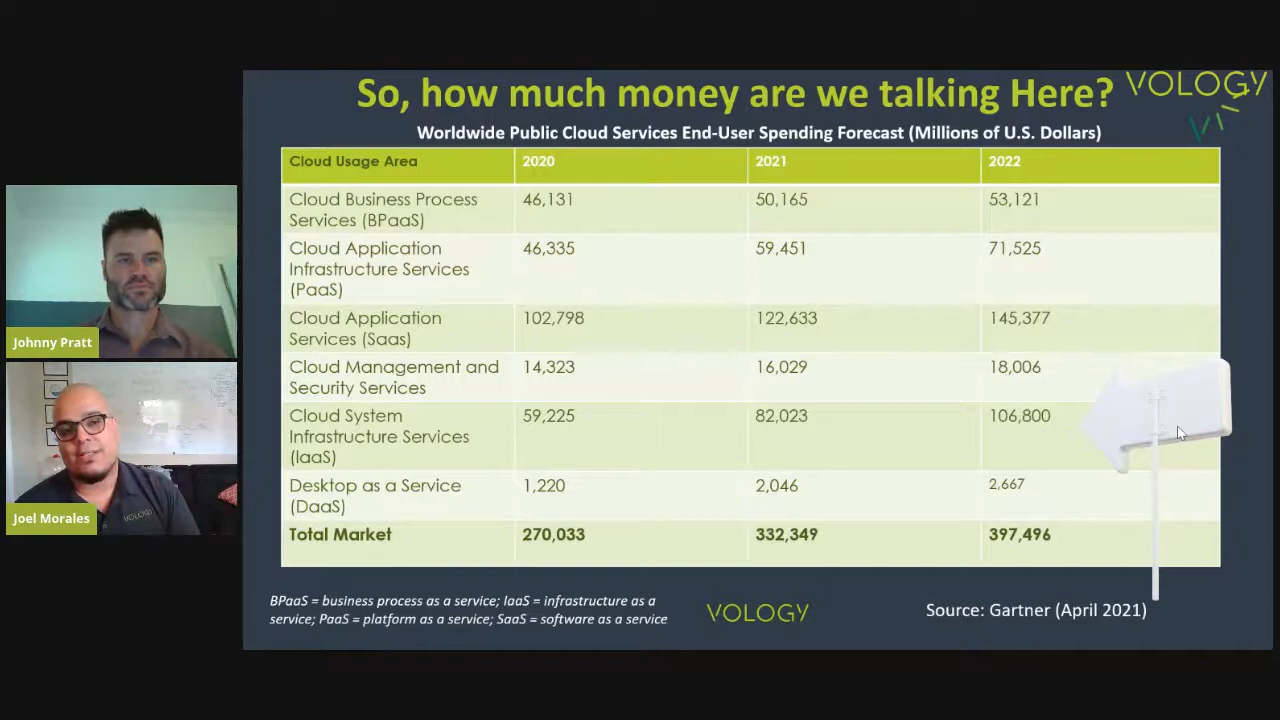 So, how much money are we talking Here?
VOLOGY
Worldwide Public Cloud Services End-User Spending Forecast (Millions of U.S. Dollars)
Cloud Usage Area 2020 2021 2022
Cloud Business Process
Services (BPaaS) 46,131 50,165 53,121
Cloud Application
Infrastructure Services
(PaaS) 46,335 59,451 71,525
Cloud Application
Services (Saas) 102,798 122,633 145,377
Cloud Management and
Security Services 14,323 16,029 18,006
Cloud System
Infrastructure Services
(IaaS) 59,225 82,023 106,800
Desktop as a Service
(DaaS) 1,220 2,046 2,667
Total Market 270,033 332,349 397,496
BPaaS = business process as a service; IaaS = infrastructure as a
service; PaaS = platform as a service; SaaS = software as a service
VOLOGY
Source: Gartner (April 2021)
Johnny Pratt
Joel Morales
VOLOGY